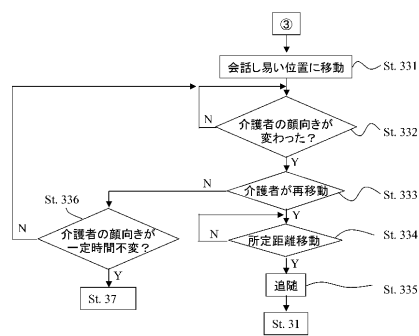 ③
会話し易い位置に移動
St. 331
介護者の顔向きが
変わった？
N
St. 332
Y
介護者が再移動
N
St. 333
St. 336
Y
介護者の顔向きが
一定時間不変？
N
所定距離移動
N
St. 334
Y
Y
St. 37
追随
St. 335
St. 31